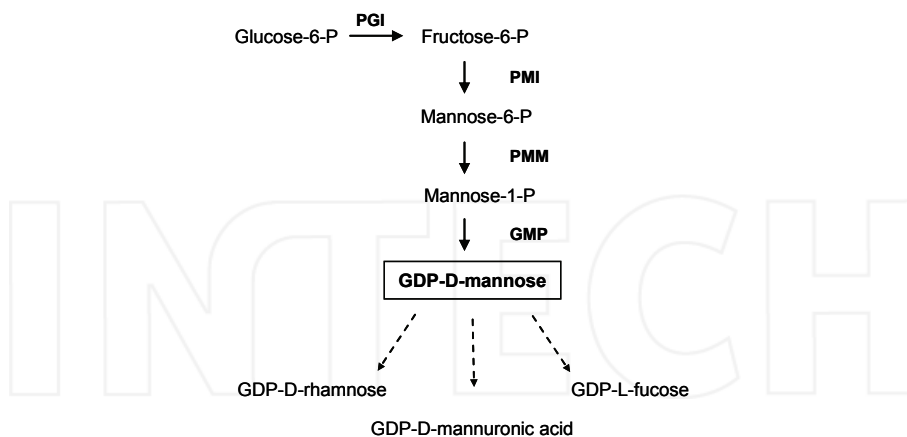 PGI
Glucose-6-P Fructose-6-P
PMI
Mannose-6-P
PMM
Mannose-1-P
GMP
GDP-D-mannose
GDP-D-rhamnose GDP-L-fucose
GDP-D-mannuronic acid
INTECH